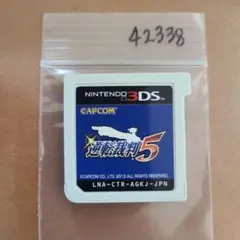 42338
NINTENDO 3DS
CAPCOM
逆転裁判5
©CAPCOM CO., LTD. 2013 ALL RIGHTS RESERVED.
LNA-CTR-AGKJ-JPN